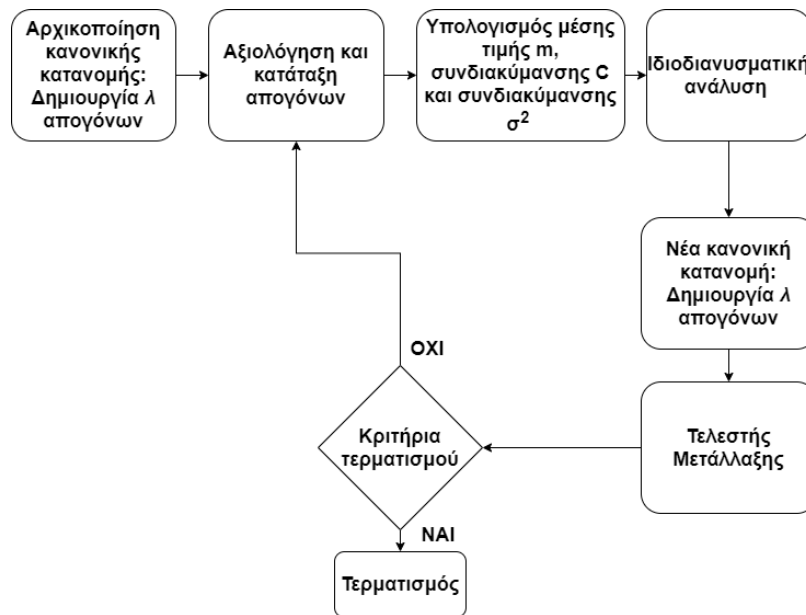 Αρχικοποίηση
κανονικής
κατανομής:
Δημιουργία λ
απογόνων
Αξιολόγηση και
κατάταξη
απογόνων
Υπολογισμός μέσης
τιμής m,
συνδιακύμανσης C
και συνδιακύμανσης
σ²
Ιδιοδιανυσματική
ανάλυση
Νέα κανονική
κατανομή:
Δημιουργία λ
απογόνων
Τελεστής
Μετάλλαξης
Κριτήρια
τερματισμού
ΟΧΙ
ΝΑΙ
Τερματισμός